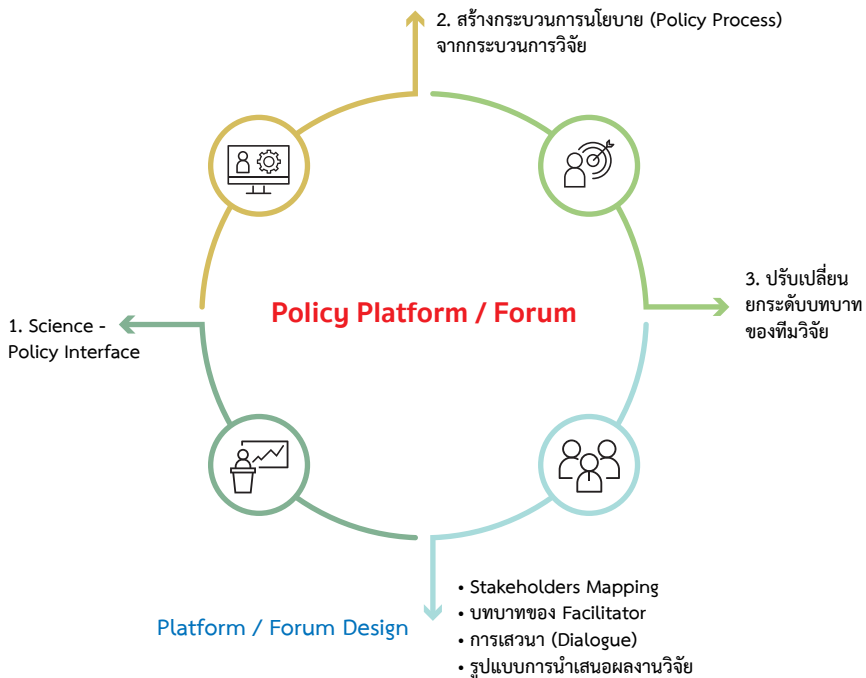 2. สร้างกระบวนการนโยบาย (Policy Process)
จากกระบวนการวิจัย
Policy Platform / Forum
3. ปรับเปลี่ยน
ยกระดับบทบาท
ของทีมวิจัย
1. Science -
Policy Interface
Platform / Forum Design
• Stakeholders Mapping
• บทบาทของ Facilitator
• การเสวนา (Dialogue)
• รูปแบบการนำเสนอผลงานวิจัย